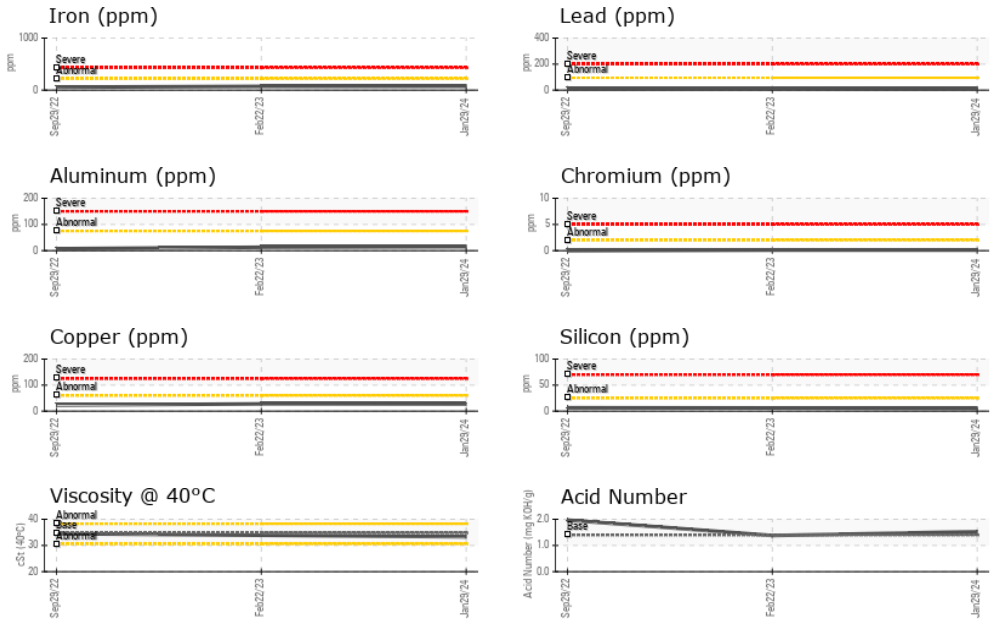 Iron (ppm)
1000
500
0
ppm
Severe
Abnormal
Sep29/22
Feb22/23
Jan29/24
Lead (ppm)
400
200
0
ppm
Severe
Abnormal
Sep29/22
Feb22/23
Jan29/24
Aluminum (ppm)
200
100
0
ppm
Severe
Abnormal
Sep29/22
Feb22/23
Jan29/24
Chromium (ppm)
10
5
0
ppm
Severe
Abnormal
Sep29/22
Feb22/23
Jan29/24
Copper (ppm)
200
100
0
ppm
Severe
Abnormal
Sep29/22
Feb22/23
Jan29/24
Silicon (ppm)
100
50
0
ppm
Severe
Abnormal
Sep29/22
Feb22/23
Jan29/24
Viscosity @ 40°C
40
30
20
cSt (40°C)
Abnormal
Base
Abnormal
Sep29/22
Feb22/23
Jan29/24
Acid Number
2.0
1.0
0.0
Acid Number (mg KOH/g)
Base
Sep29/22
Feb22/23
Jan29/24